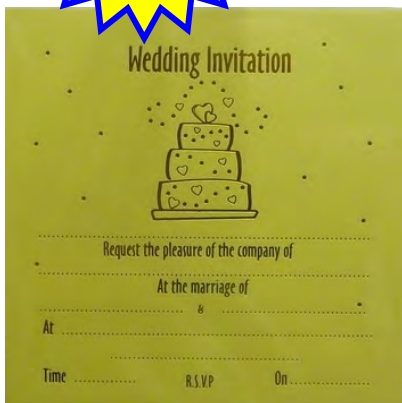 Wedding Invitation
Request the pleasure of the company of
At the marriage of
&
At
Time R.S.V.P On